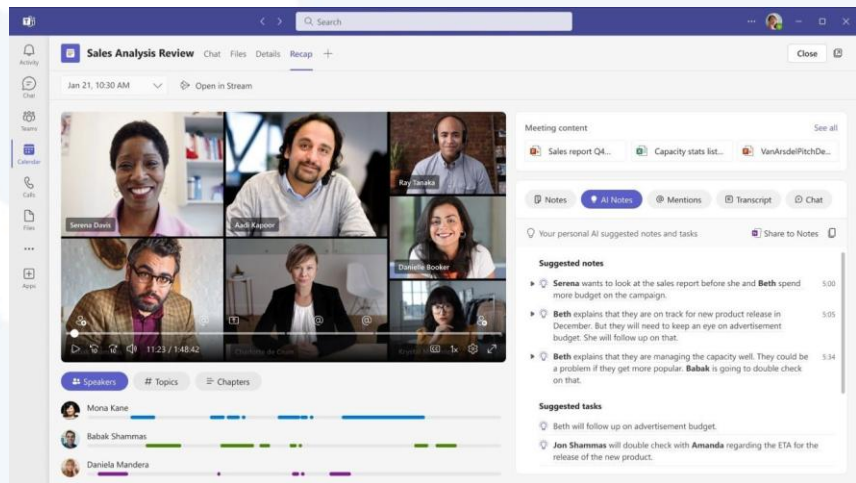 Search
Activity
Chat
Teams
Calendar
Calls
Files
Apps
Sales Analysis Review Chat Files Details Recap
Close
Jan 21, 10:30 AM
Open in Stream
Serena Davis
Aadi Kapoor
Ray Tanaka
Danielle Booker
11:23 / 1:48:42
1x
Speakers
# Topics
Chapters
Mona Kane
Babak Shammas
Daniela Mandera
Meeting content See all
Sales report Q4...
Capacity stats list...
VanArsdelPitchDe...
Notes
AI Notes
Mentions
Transcript
Chat
Your personal AI suggested notes and tasks
Share to Notes
Suggested notes
Serena wants to look at the sales report before she and Beth spend 5:00
more budget on the campaign.
Beth explains that they are on track for new product release in 5:05
December. But they will need to keep an eye on advertisement
budget. She will follow up on that.
Beth explains that they are managing the capacity well. They could be 5:34
a problem if they get more popular. Babak is going to double check
on that.
Suggested tasks
Beth will follow up on advertisement budget.
Jon Shammas will double check with Amanda regarding the ETA for the
release of the new product.